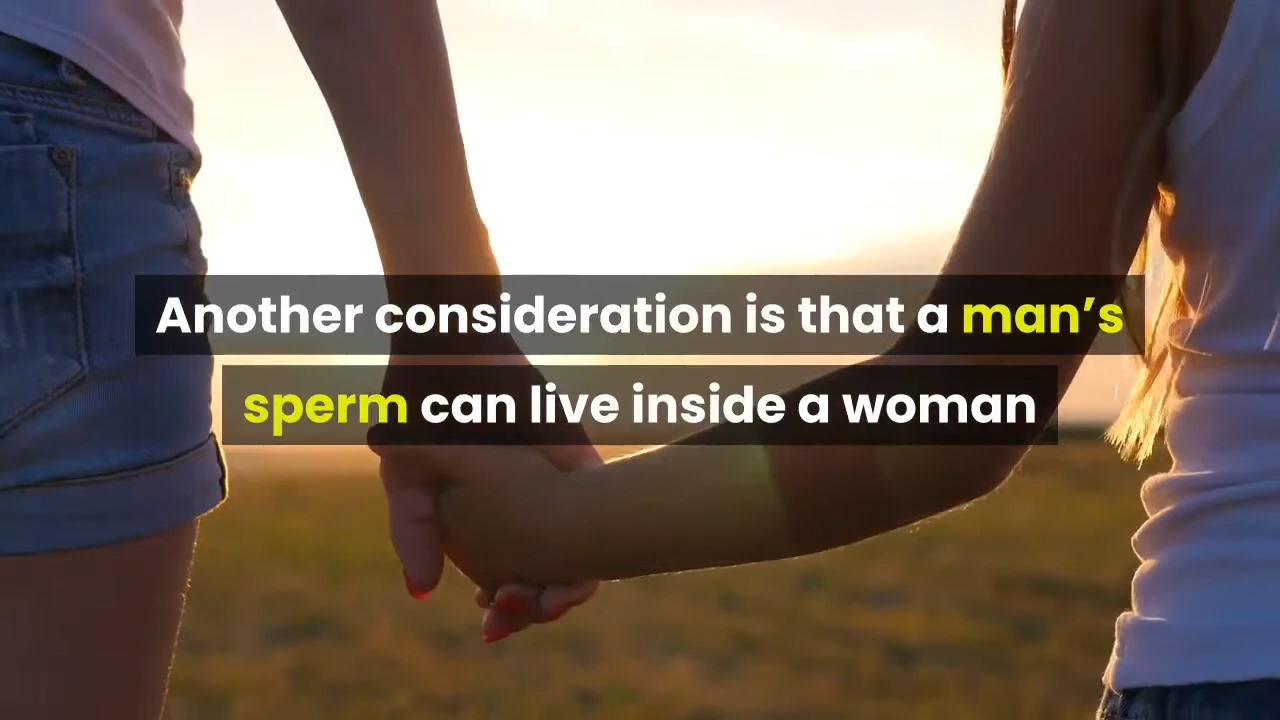 Another consideration is that a man’s
sperm can live inside a woman